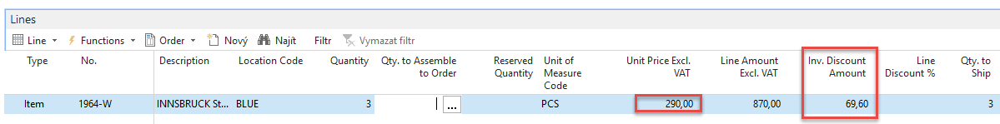 Lines
Line Functions Order Nový Najít Filtr Vymazat filtr
Type No. Description Location Code Quantity Qty. to Assemble to Order Reserved Quantity Unit of Measure Code Unit Price Excl. VAT Line Amount Excl. VAT Inv. Discount Amount Line Discount % Qty. to Ship
Item 1964-W INNSBRUCK St... BLUE 3 ... PCS 290,00 870,00 69,60 3